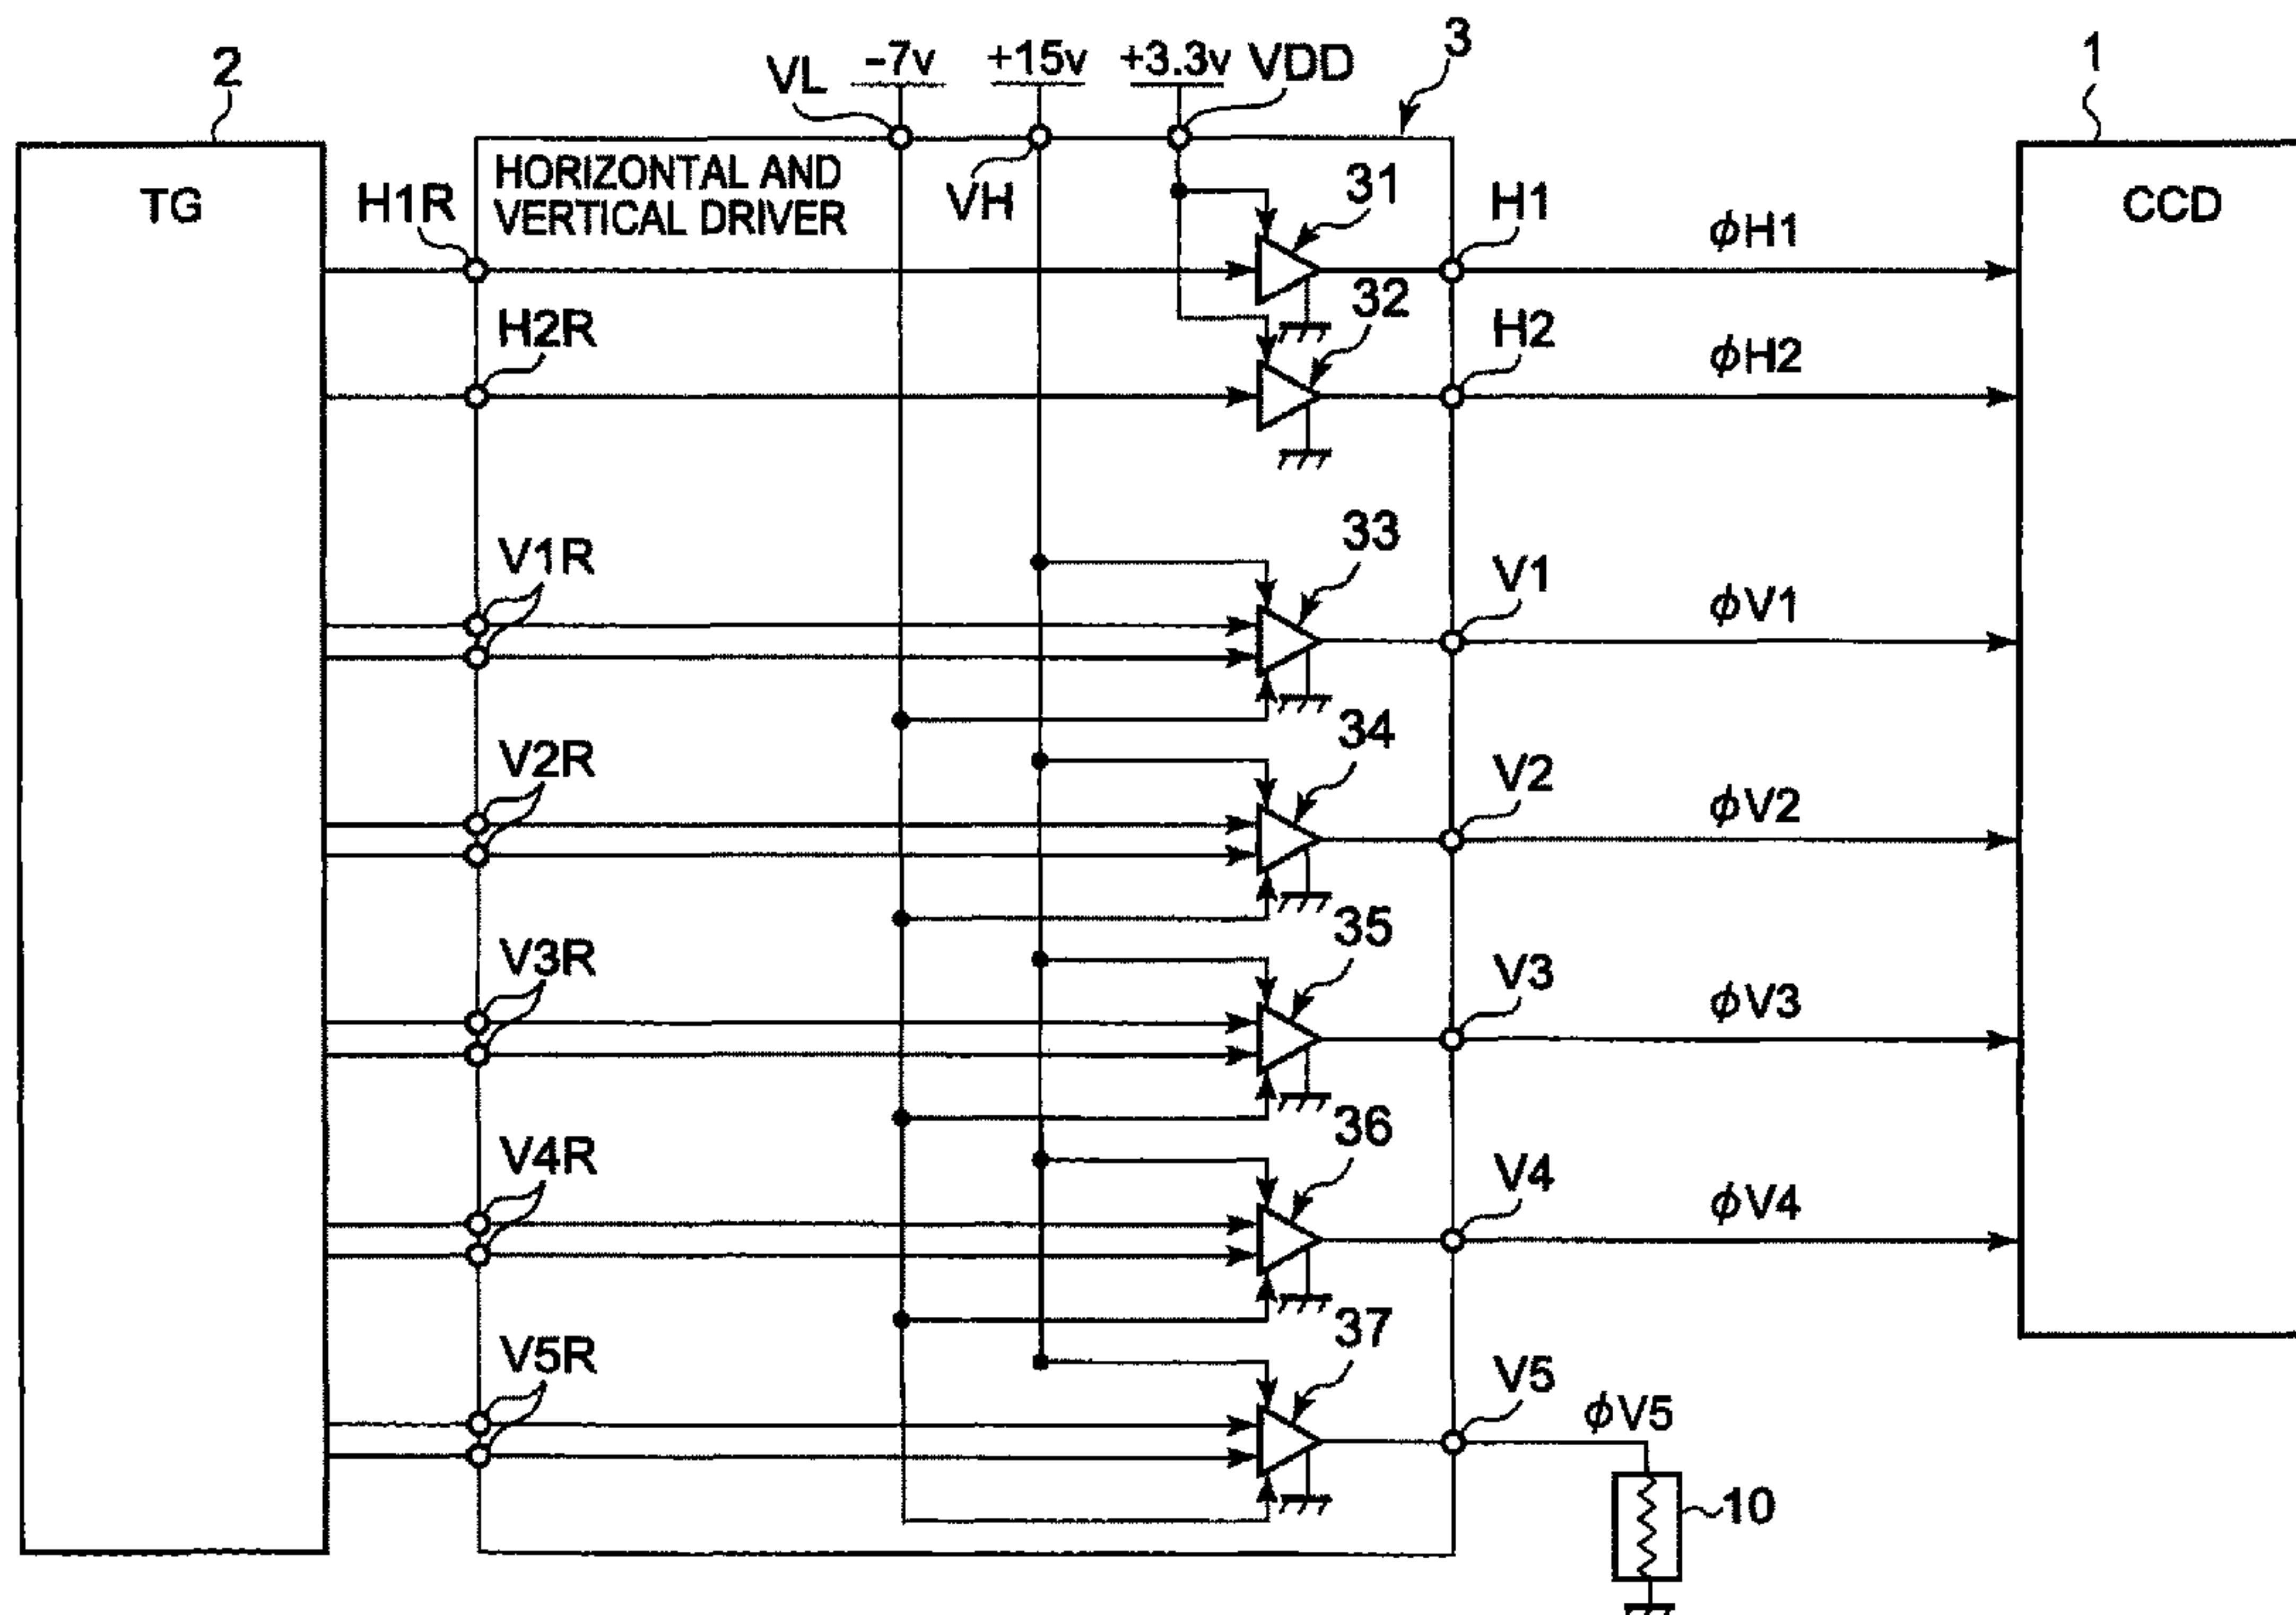 2
VL
-7v
+15v
+3.3v
VDD
3
1
TG
HORIZONTAL AND
VERTICAL DRIVER
VH
CCD
H1R
31
H1
ϕH1
H2R
32
H2
ϕH2
V1R
33
V1
ϕV1
V2R
34
V2
ϕV2
V3R
35
V3
ϕV3
V4R
36
V4
ϕV4
V5R
37
V5
ϕV5
10